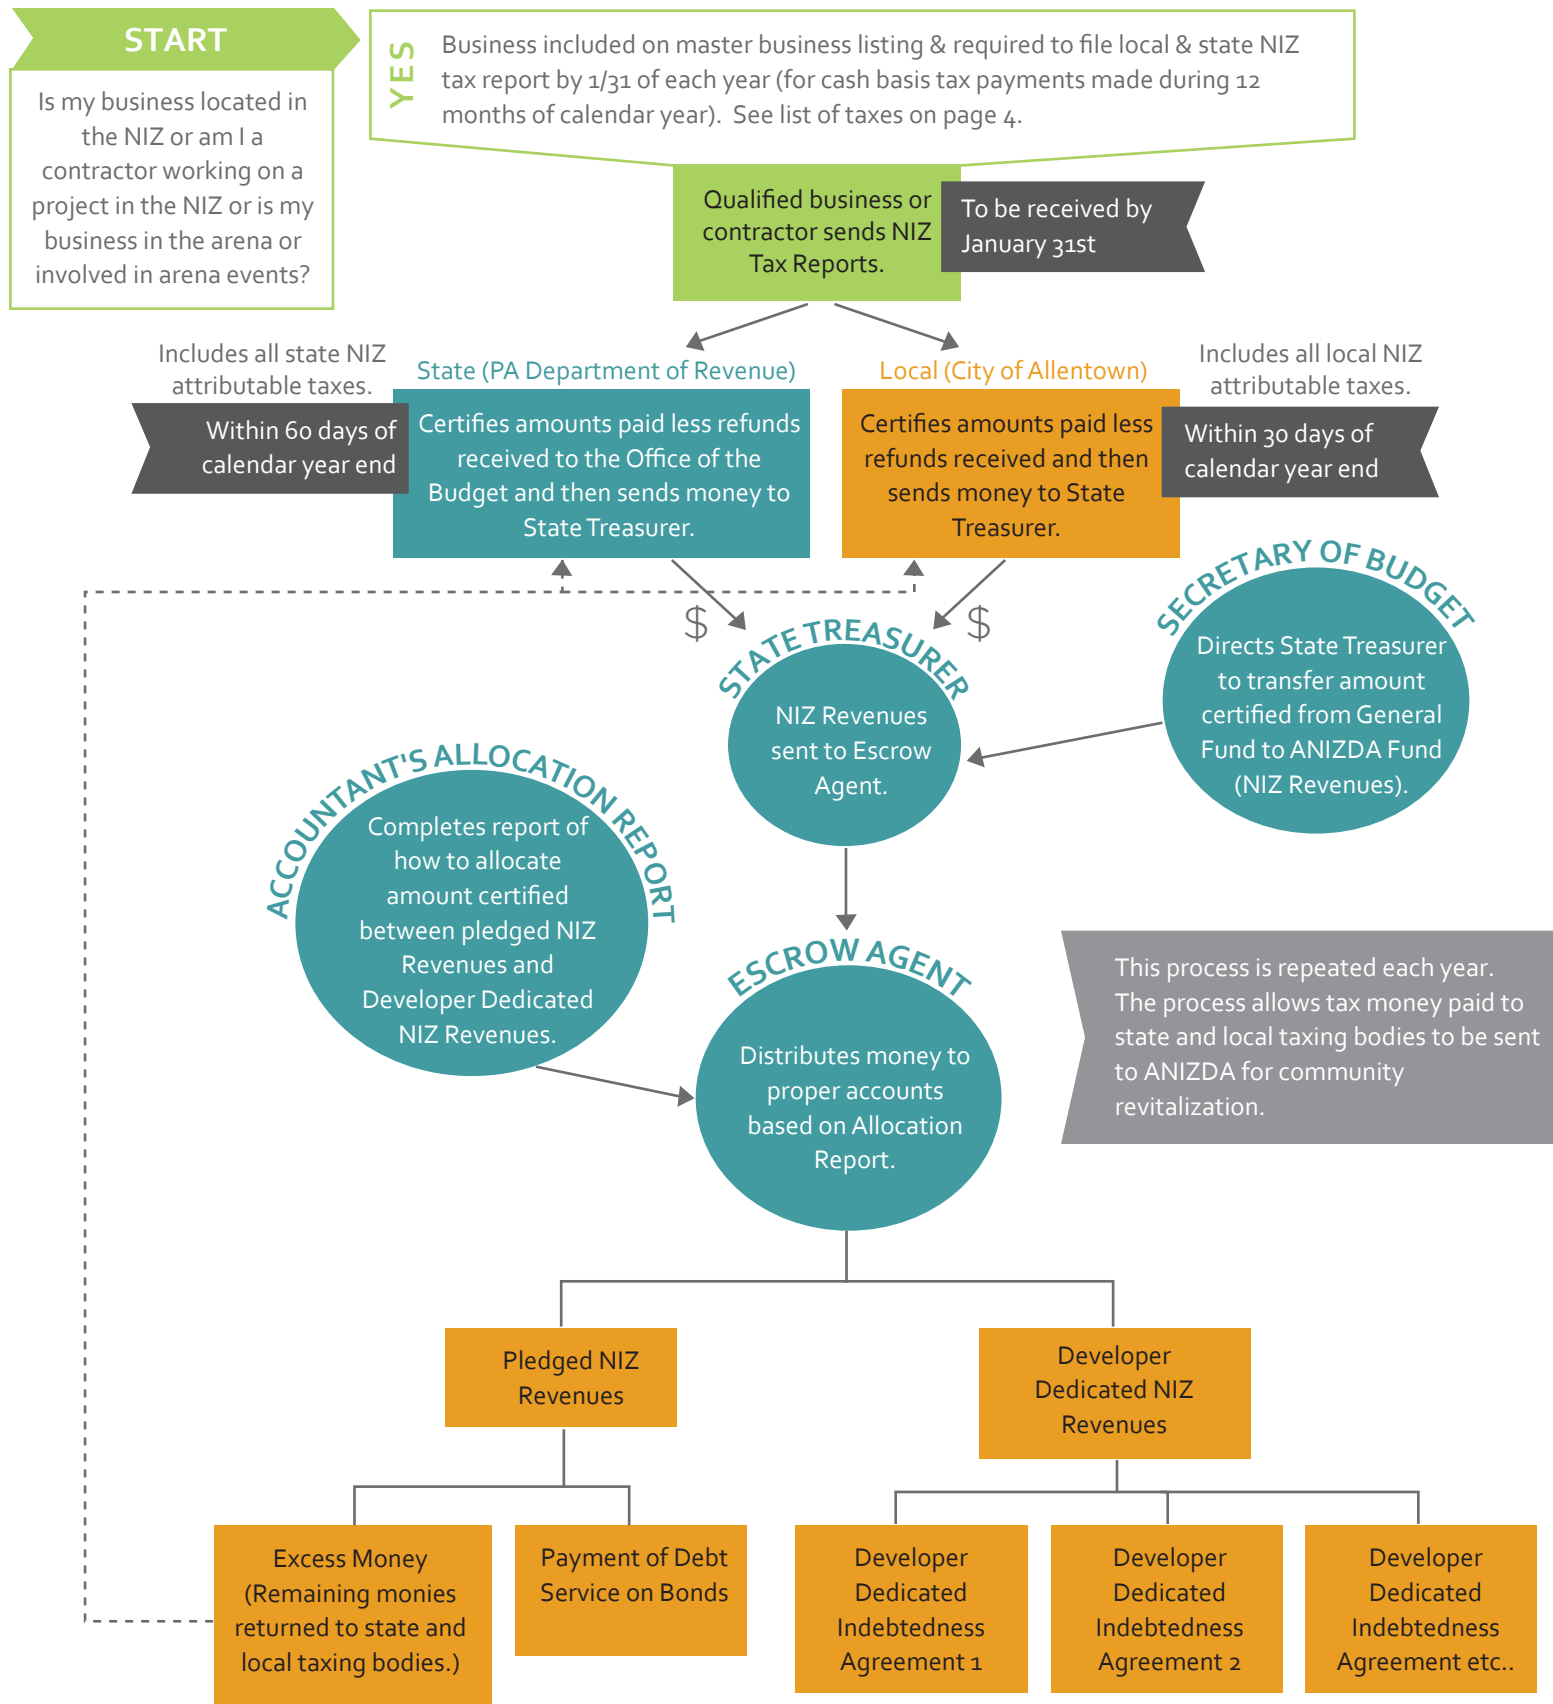 START
Is my business located in
the NIZ or am I a
contractor working on a
project in the NIZ or is my
business in the arena or
involved in arena events?
YES
Business included on master business listing & required to file local & state NIZ
tax report by 1/31 of each year (for cash basis tax payments made during 12
months of calendar year).  See list of taxes on page 4.
Qualified business or
contractor sends NIZ
Tax Reports.
To be received by
January 31st
Includes all state NIZ
attributable taxes.
Within 60 days of
calendar year end
State (PA Department of Revenue)
Certifies amounts paid less refunds
received to the Office of the
Budget and then sends money to
State Treasurer.
Local (City of Allentown)
Certifies amounts paid less
refunds received and then
sends money to State
Treasurer.
Includes all local NIZ
attributable taxes.
Within 30 days of
calendar year end
$
$
STATE TREASURER
NIZ Revenues
sent to Escrow
Agent.
SECRETARY OF BUDGET
Directs State Treasurer
to transfer amount
certified from General
Fund to ANIZDA Fund
(NIZ Revenues).
ACCOUNTANT'S ALLOCATION REPORT
Completes report of
how to allocate
amount certified
between pledged NIZ
Revenues and
Developer Dedicated
NIZ Revenues.
ESCROW AGENT
Distributes money to
proper accounts
based on Allocation
Report.
This process is repeated each year.
The process allows tax money paid to
state and local taxing bodies to be sent
to ANIZDA for community
revitalization.
Pledged NIZ
Revenues
Developer
Dedicated NIZ
Revenues
Excess Money
(Remaining monies
returned to state and
local taxing bodies.)
Payment of Debt
Service on Bonds
Developer
Dedicated
Indebtedness
Agreement 1
Developer
Dedicated
Indebtedness
Agreement 2
Developer
Dedicated
Indebtedness
Agreement etc..